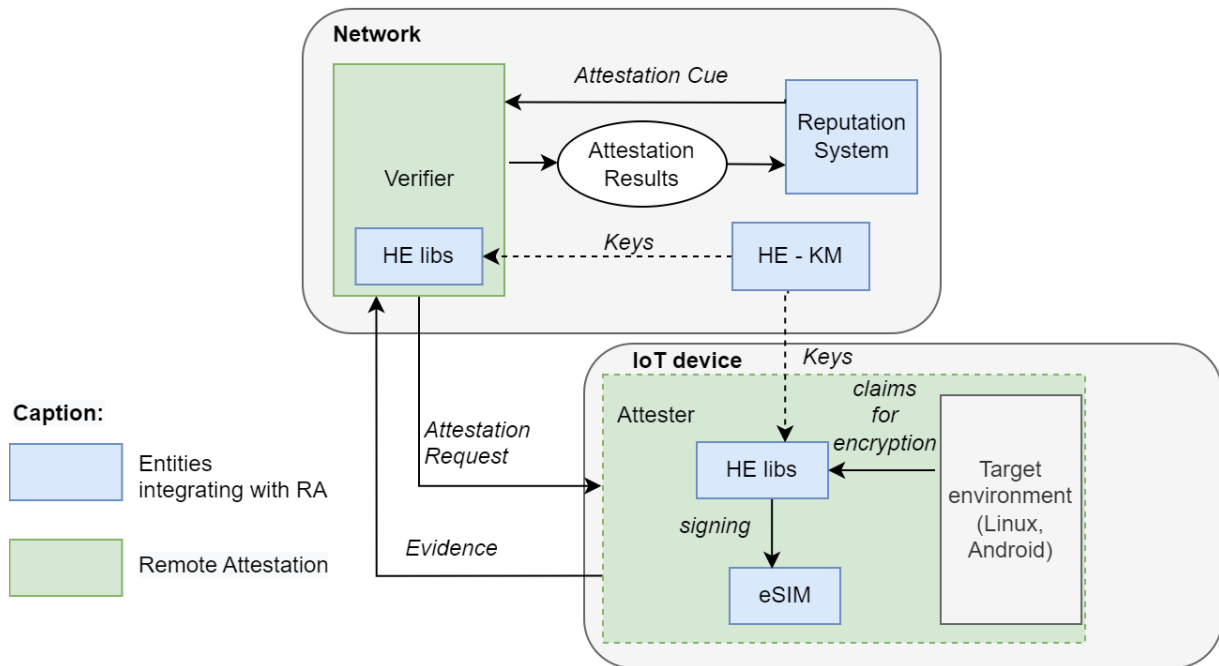 Network
Attestation Cue
Reputation
System
Verifier
Attestation
Results
HE libs
Keys
HE - KM
IoT device
Keys
Attester
claims
for
encryption
HE libs
Target
environment
(Linux,
Android)
signing
eSIM
Attestation
Request
Evidence
Caption:
Entities
integrating with RA
Remote Attestation